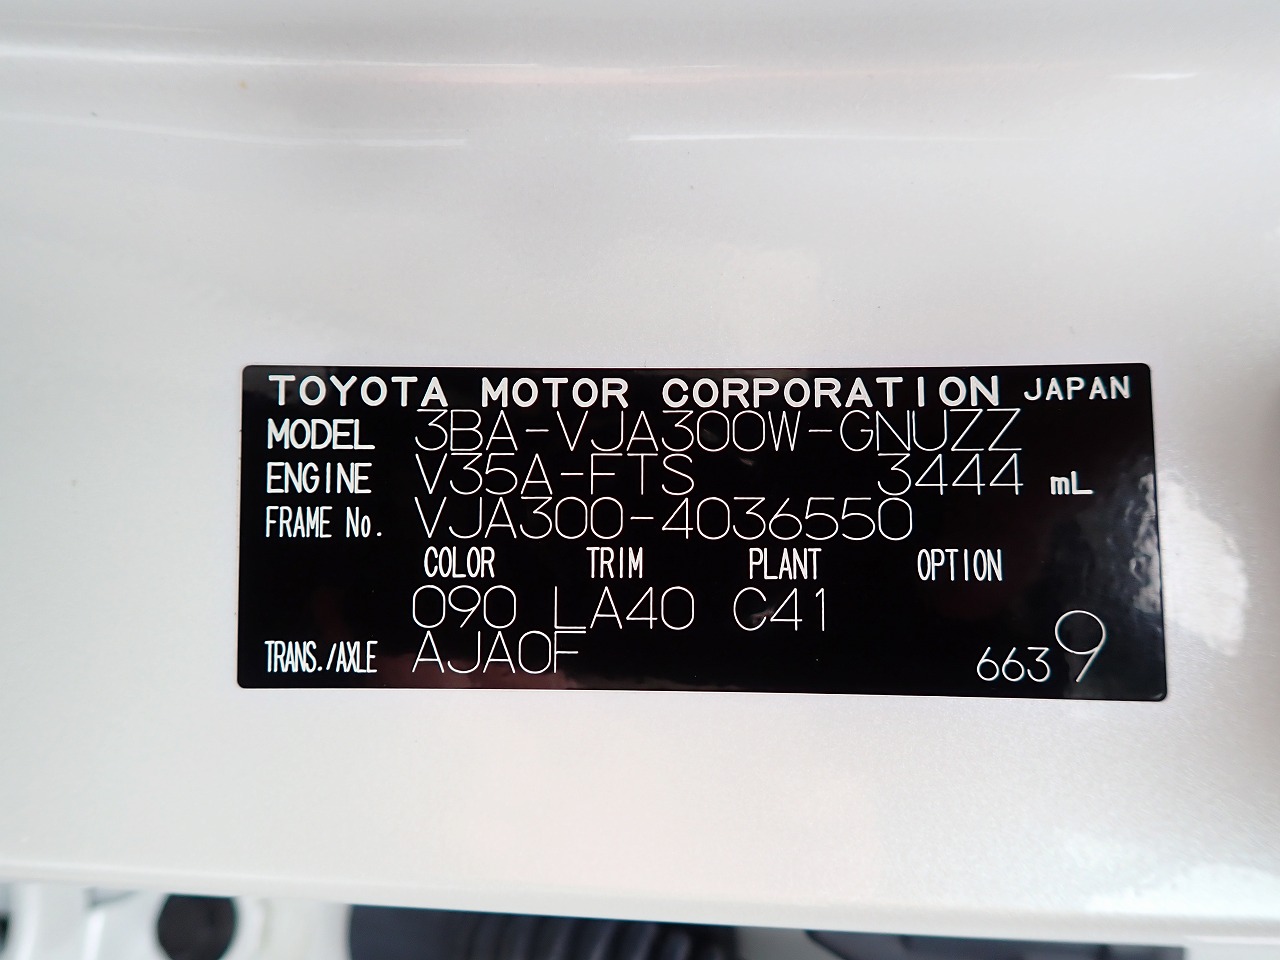 TOYOTA MOTOR CORPORATION JAPAN
MODEL 3BA-VJA300W-GNUZZ
ENGINE V35A-FTS 3444 mL
FRAME No. VJA300-4036550
COLOR TRIM PLANT OPTION
090 LA40 C41
TRANS./AXLE AJA0F 6639